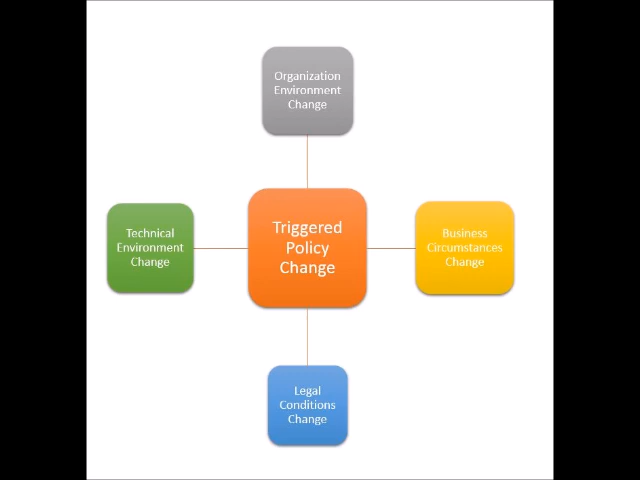 Organization
Environment
Change
Triggered
Policy
Change
Technical
Environment
Change
Business
Circumstances
Change
Legal
Conditions
Change